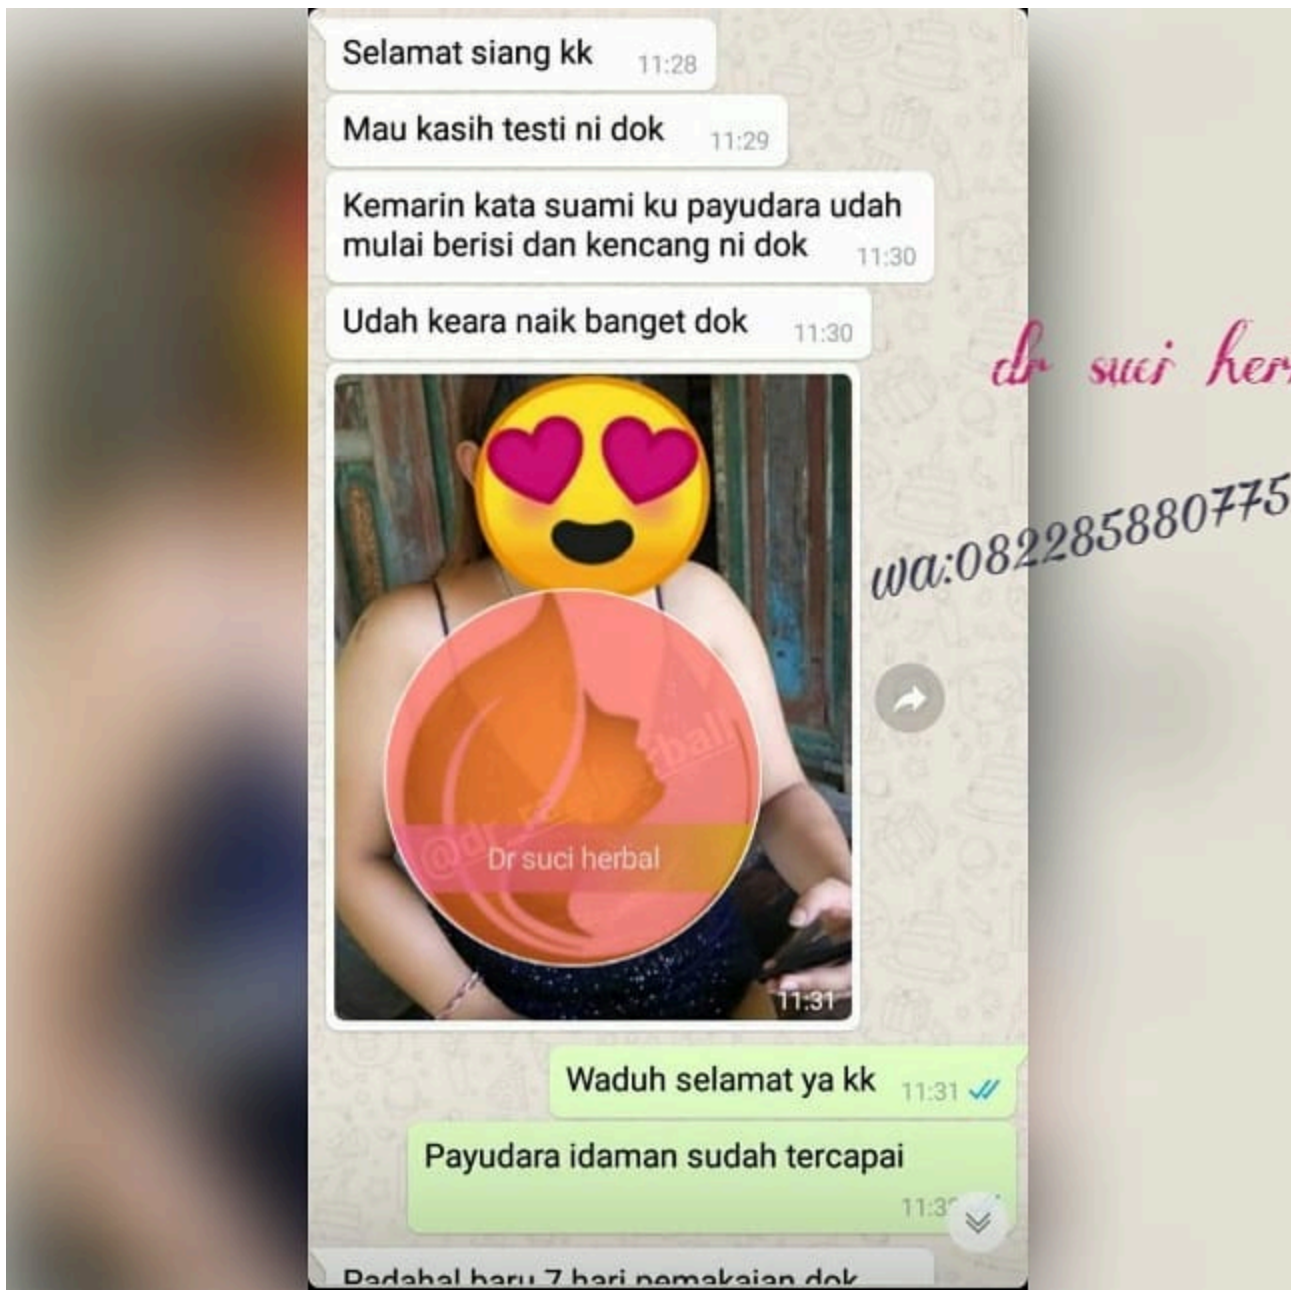 Selamat siang kk 11:28
Mau kasih testi ni dok 11:29
Kemarin kata suami ku payudara udah
mulai berisi dan kencang ni dok 11:30
Udah keara naik banget dok 11:30
dr suci her
wa:082285880775
Dr suci herbal
11:31
Waduh selamat ya kk 11:31
Payudara idaman sudah tercapai
Padahal baru 7 hari pemakaian dok